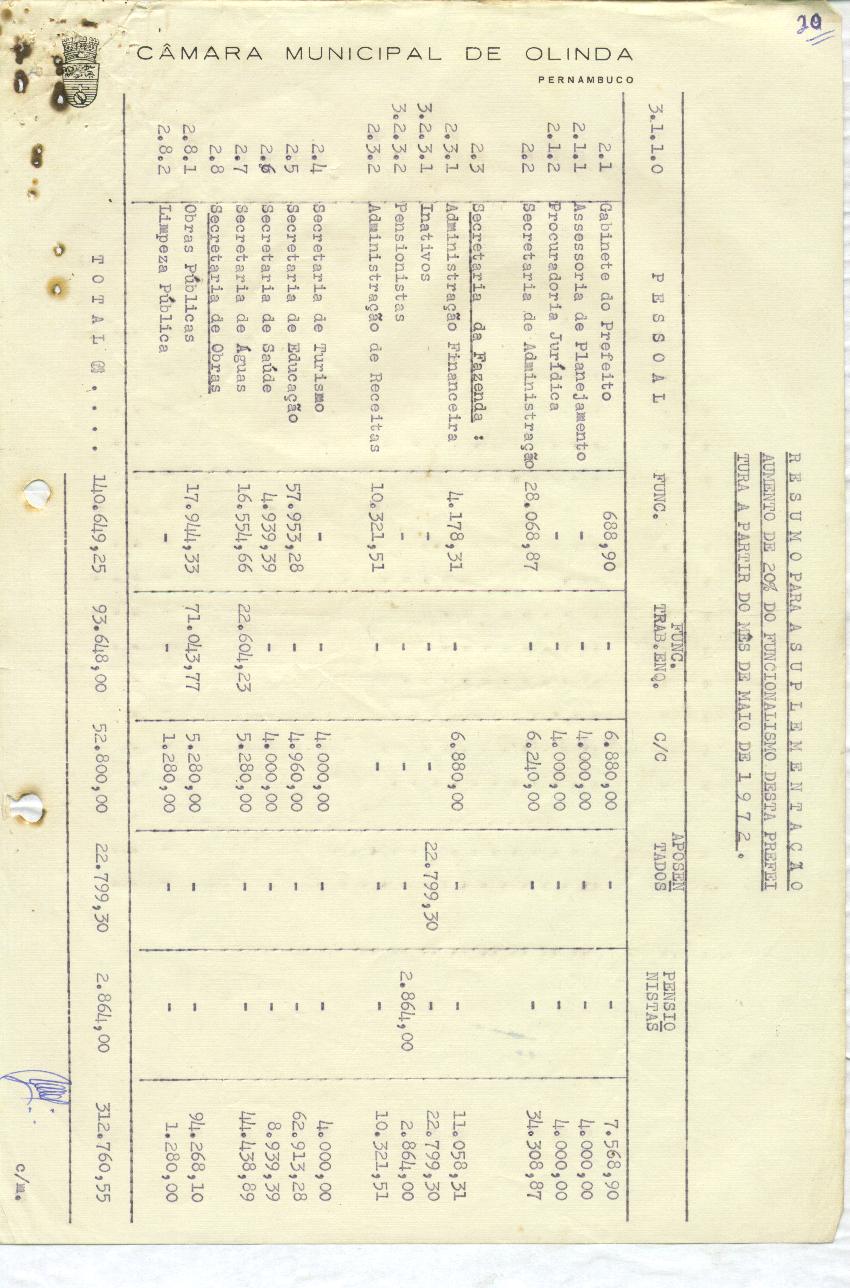 20
CÂMARA MUNICIPAL DE OLINDA
PERNAMBUCO
R E S U M O P A R A A S U P L E M E N T A Ç Ã O
AUMENTO DE 20% DO FUNCIONALISMO DESTA PREFEI
TURA A PARTIR DO MÊS DE MAIO DE 1 9 7 2 .
3.1.1.0 P E S S O A L FUNC. FUNC. TRAB.ENQ. C/C APOSEN TADOS PENSIO NISTAS
2.1 Gabinete do Prefeito 688,90 - 6.880,00 - - 7.568,90
2.1.1 Assessoria de Planejamento - 4.000,00 4.000,00
2.1.2 Procuradoria Jurídica - 4.000,00 4.000,00
2.2 Secretaria de Administração 28.068,87 - 6.240,00 - - 34.308,87
2.3 Secretaria da Fazenda :
2.3.1 Administração Financeira 4.178,31 - 6.880,00 - - 11.058,31
3.2.3.1 Inativos - - - 22.799,30 - 22.799,30
3.2.3.2 Pensionistas - - - - 2.864,00 2.864,00
2.3.2 Administração de Receitas 10.321,51 - - - - 10.321,51
2.4 Secretaria de Turismo - - 4.000,00 - - 4.000,00
2.5 Secretaria de Educação 57.953,28 - 4.960,00 - - 62.913,28
2.6 Secretaria de Saúde 4.939,39 - 4.000,00 - - 8.939,39
2.7 Secretaria de Águas 16.554,66 22.604,23 5.280,00 - - 44.438,89
2.8 Secretaria de Obras
2.8.1 Obras Públicas 17.944,33 71.043,77 5.280,00 - - 94.268,10
2.8.2 Limpeza Pública - - 1.280,00 - - 1.280,00
T O T A L . . . . 140.649,25 93.648,00 52.800,00 22.799,30 2.864,00 312.760,55
c/m.